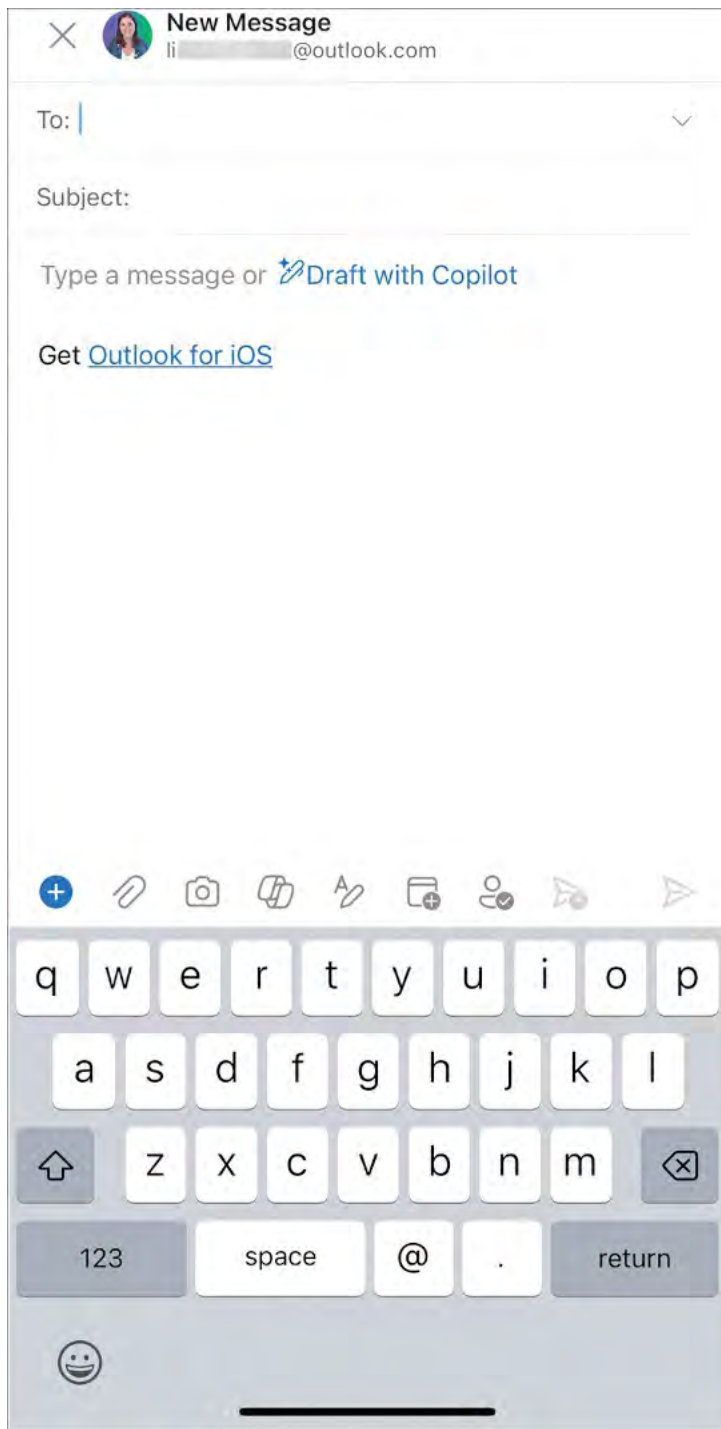 New Message
li @outlook.com
To:
Subject:
Type a message or Draft with Copilot
Get Outlook for iOS
q w e r t y u i o p
a s d f g h j k l
z x c v b n m
123 space @ . return